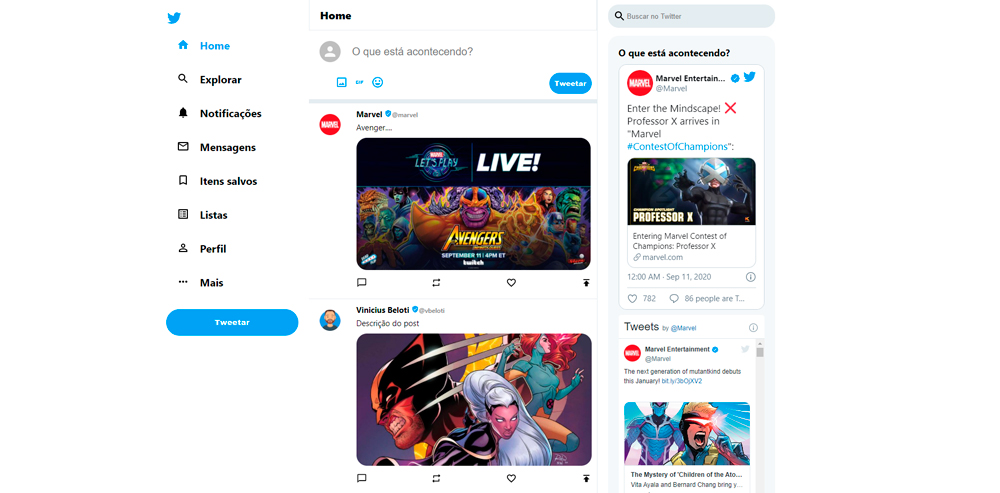 Home
Explorar
Notificações
Mensagens
Itens salvos
Listas
Perfil
Mais
Tweetar
Home
O que está acontecendo?
GIF
Tweetar
Marvel @marvel
Avenger....
MARVEL
MARVEL
LET'S PLAY
LIVE!
AVENGERS
SEPTEMBER 11 | 4PM ET
twitch
Vinicius Beloti @vbeloti
Descrição do post
Buscar no Twitter
O que está acontecendo?
MARVEL
Marvel Entertain...
@Marvel
Enter the Mindscape! ❌
Professor X arrives in
"Marvel
#ContestOfChampions":
CHAMPION SPOTLIGHT
PROFESSOR X
Entering Marvel Contest of
Champions: Professor X
marvel.com
12:00 AM · Sep 11, 2020
782
86 people are T...
Tweets by @Marvel
MARVEL
Marvel Entertainment
@Marvel
The next generation of mutantkind debuts
this January! bit.ly/3bOjXV2
The Mystery of 'Children of the Ato...
Vita Ayala and Bernard Chang bring y...